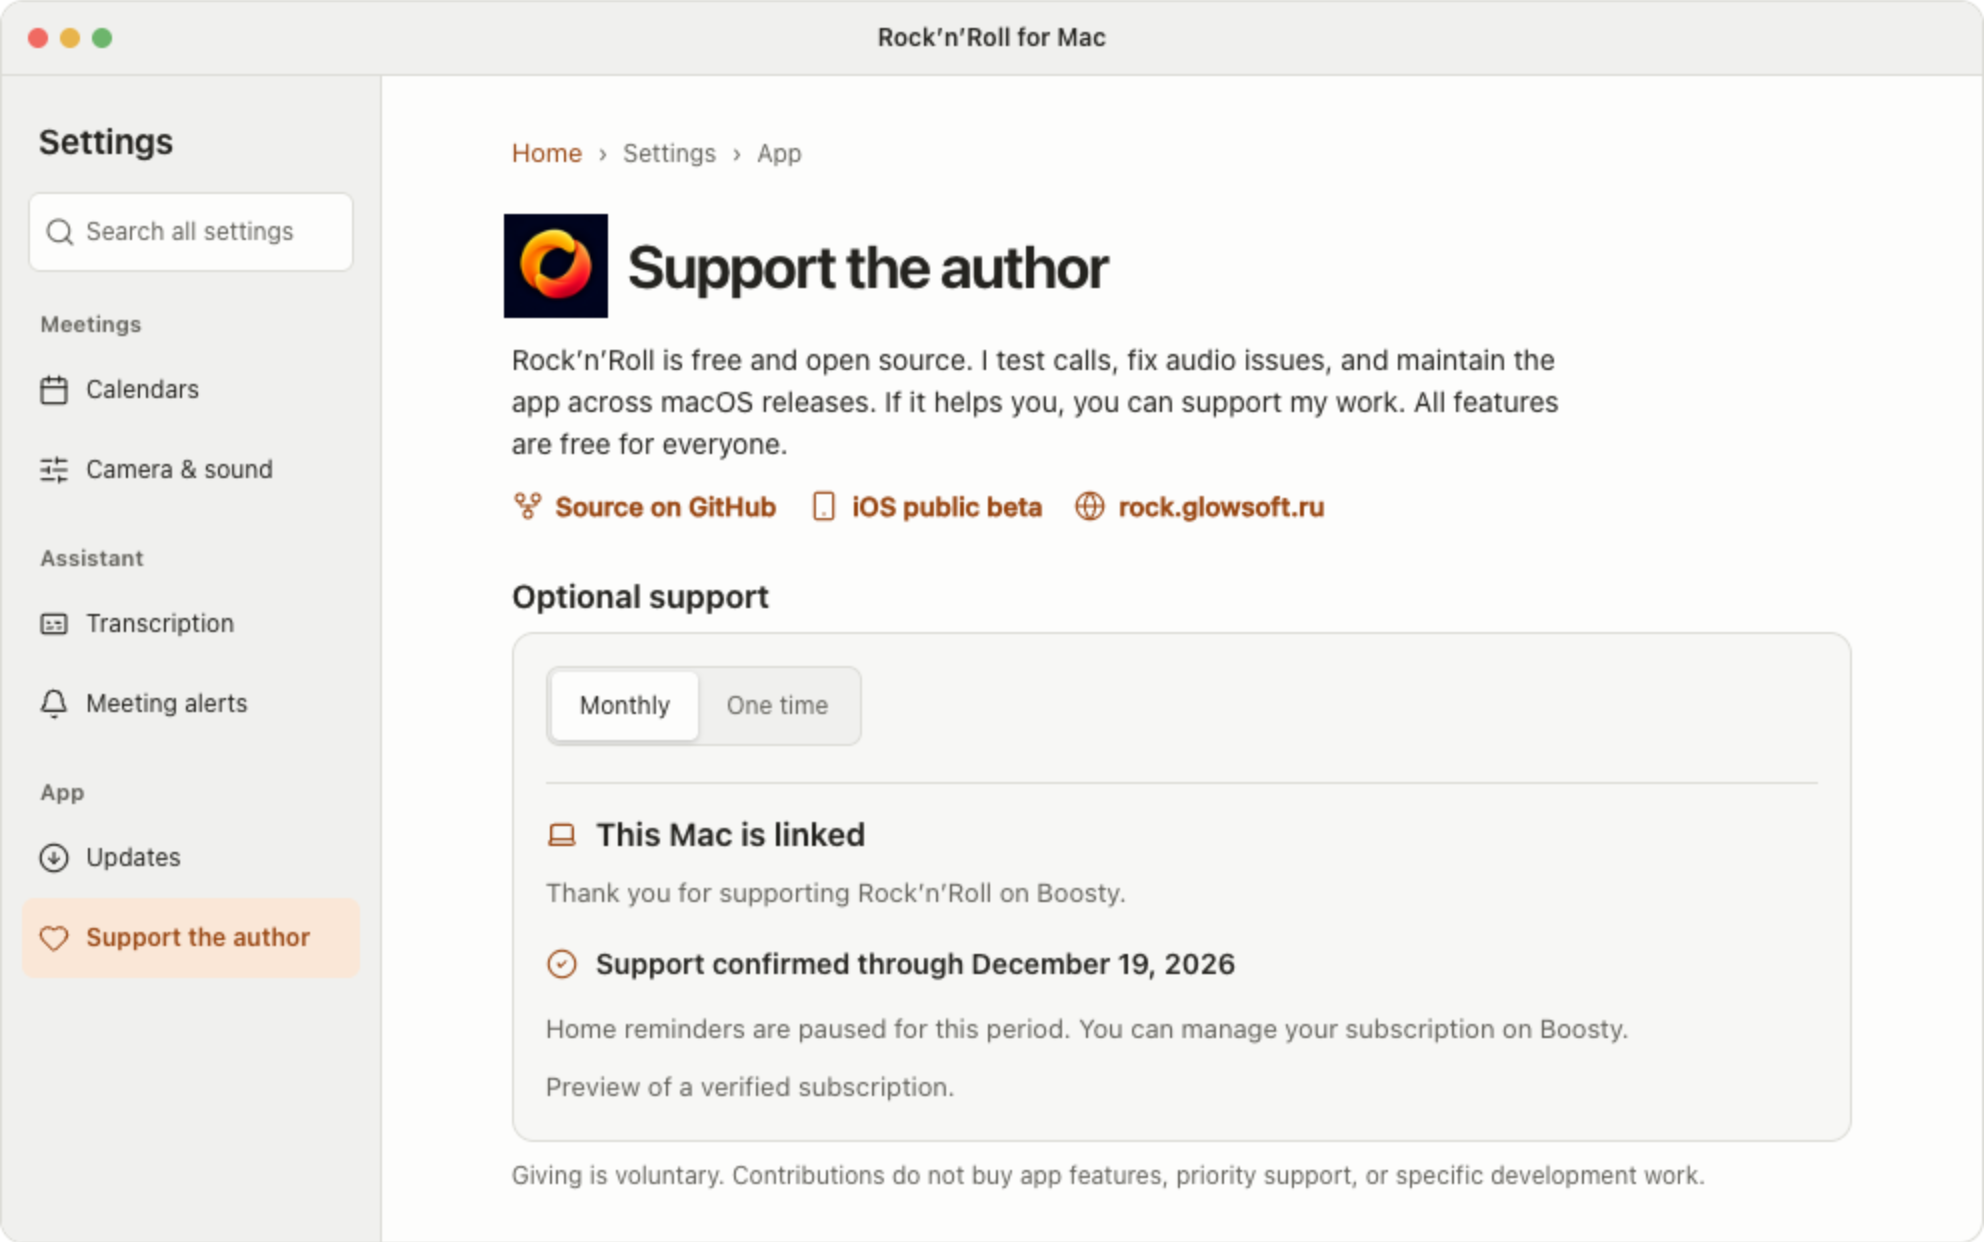 Rock’n’Roll for Mac
Settings
Search all settings
Meetings
Calendars
Camera & sound
Assistant
Transcription
Meeting alerts
App
Updates
Support the author
Home › Settings › App
Support the author
Rock’n’Roll is free and open source. I test calls, fix audio issues, and maintain the
app across macOS releases. If it helps you, you can support my work. All features
are free for everyone.
Source on GitHub iOS public beta rock.glowsoft.ru
Optional support
Monthly One time
This Mac is linked
Thank you for supporting Rock’n’Roll on Boosty.
Support confirmed through December 19, 2026
Home reminders are paused for this period. You can manage your subscription on Boosty.
Preview of a verified subscription.
Giving is voluntary. Contributions do not buy app features, priority support, or specific development work.